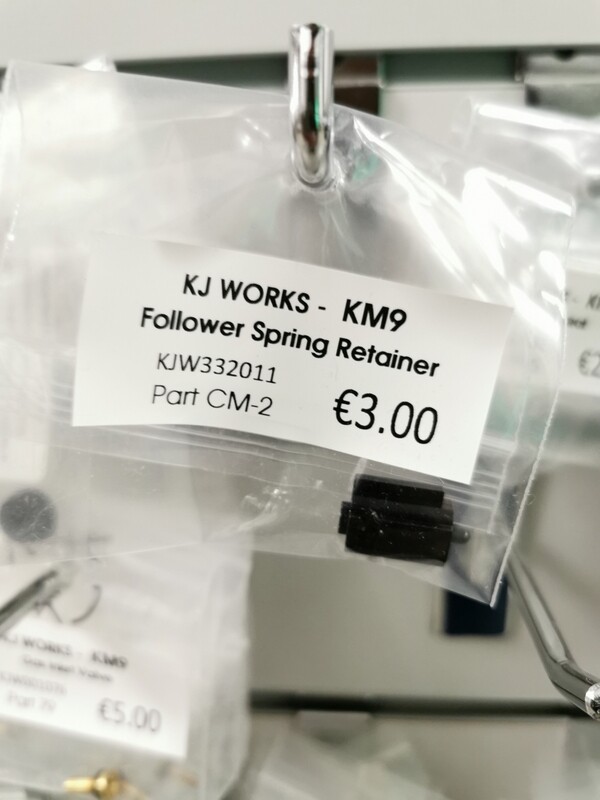 KJ WORKS - KM9
Follower Spring Retainer
KJW332011
Part CM-2
€3.00
KJ WORKS - KM9
€5.00